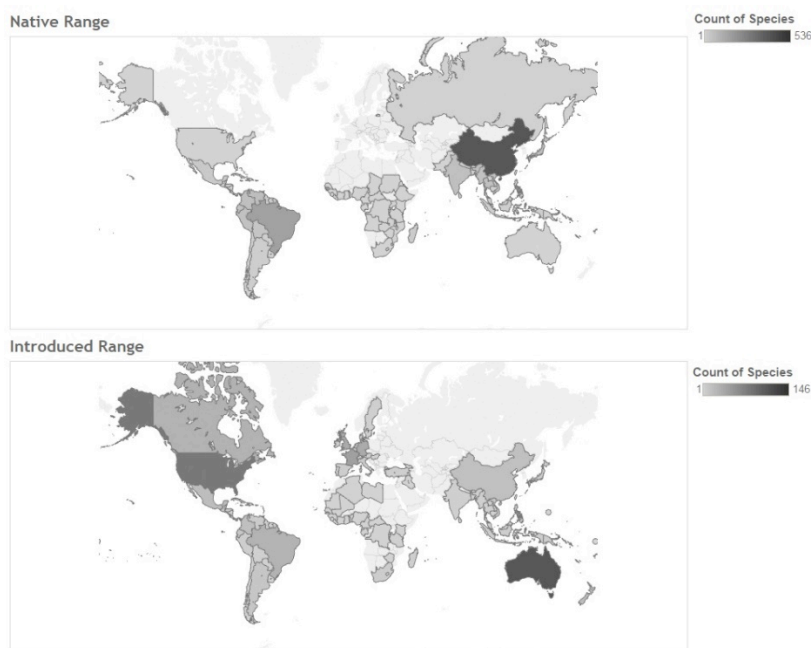 Native Range
Count of Species
1 536
Introduced Range
Count of Species
1 146